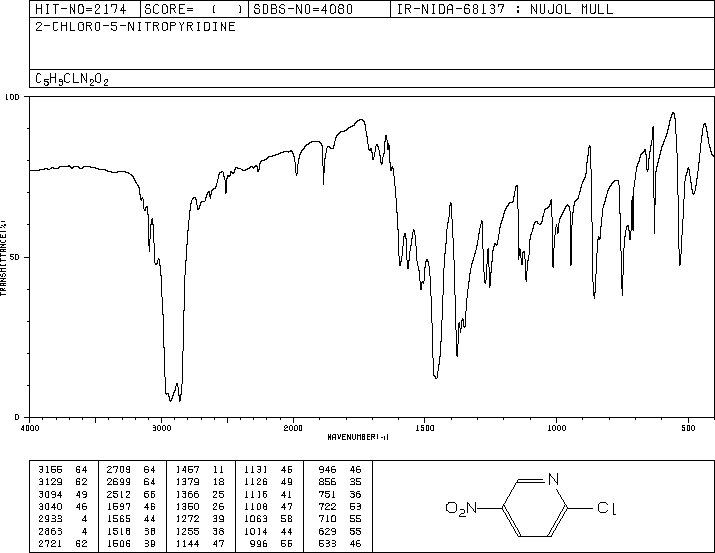 HIT-NO=2174 SCORE= ( ) SDBS-NO=4080 IR-NIDA-68137 : NUJOL MULL
2-CHLORO-5-NITROPYRIDINE
C5H3CLN2O2
100
50
0
TRANSMITTANCE(%)
4000 3000 2000 1500 1000 500
WAVENUMBER(-1)
3166 64 2709 64 1457 11 1131 46 946 46
3129 62 2699 64 1379 18 1126 49 856 35
3094 49 2512 66 1366 25 1116 41 751 36
3040 46 1597 46 1350 26 1108 47 722 53
2933 4 1565 44 1272 39 1063 58 710 55
2863 4 1518 38 1255 38 1014 44 629 55
2721 62 1506 39 1144 47 996 55 533 46
N
O2N
Cl